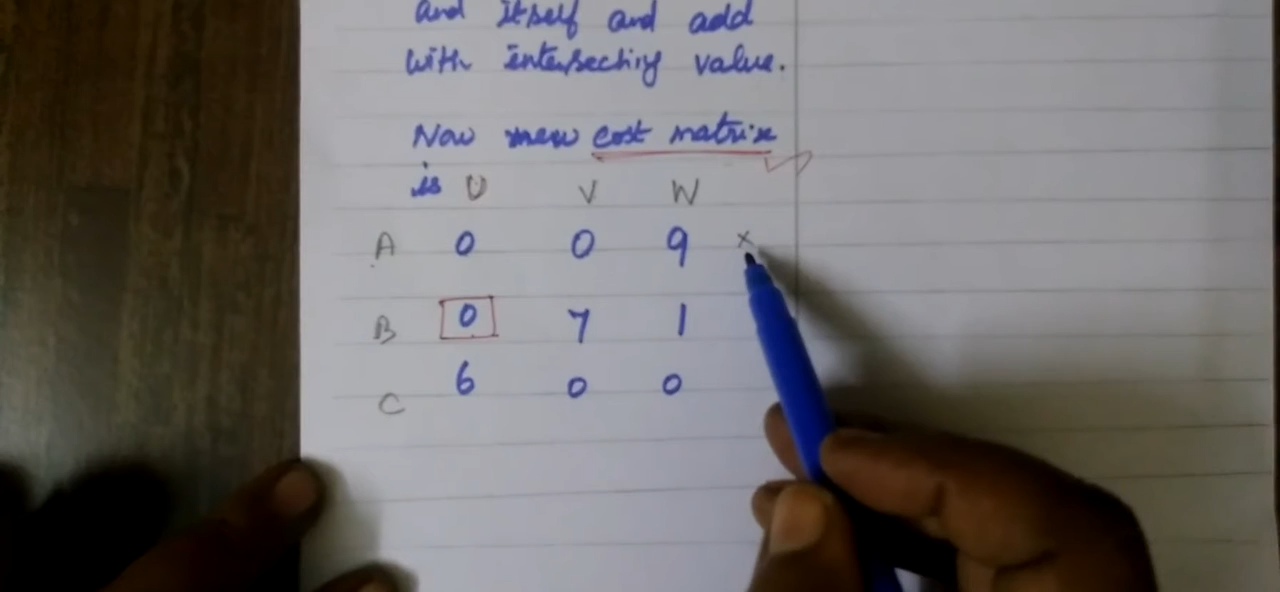 and itself and add
with intersecting value.
Now new cost matrix
is U V W
A 0 0 9 ×
B 0 7 1
C 6 0 0